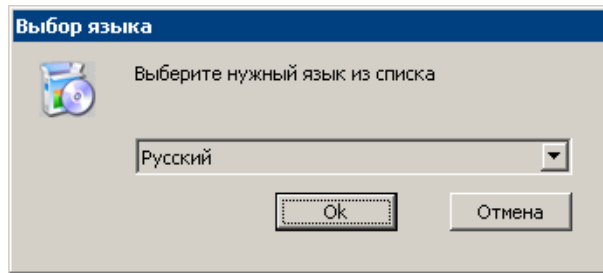 Выбор языка
Выберите нужный язык из списка
Русский
Ok
Отмена